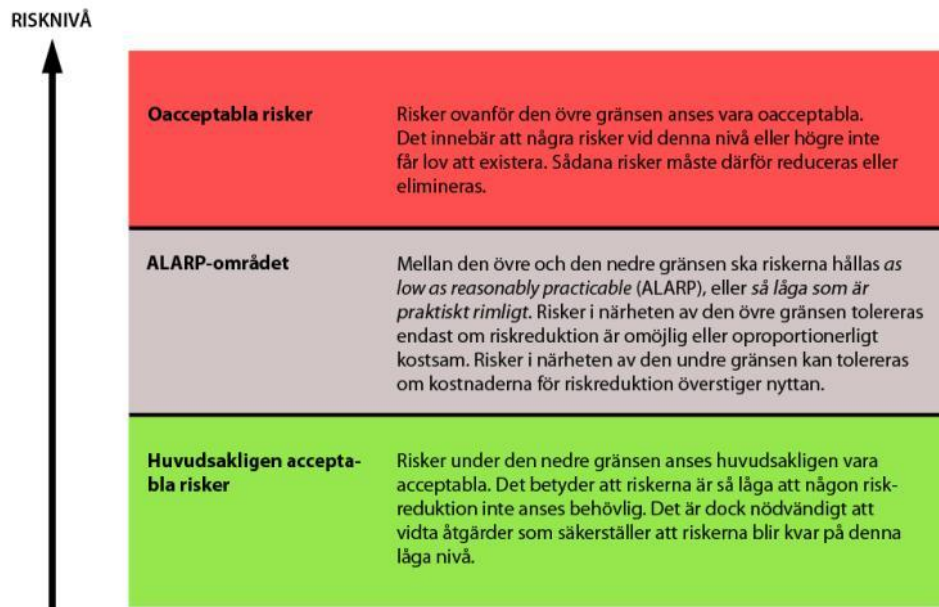 RISKNIVÅ
Oacceptabla risker
Risker ovanför den övre gränsen anses vara oacceptabla.
Det innebär att några risker vid denna nivå eller högre inte
får lov att existera. Sådana risker måste därför reduceras eller
elimineras.
ALARP-området
Mellan den övre och den nedre gränsen ska riskerna hållas as
low as reasonably practicable (ALARP), eller så låga som är
praktiskt rimligt. Risker i närheten av den övre gränsen tolereras
endast om riskreduktion är omöjlig eller oproportionerligt
kostsam. Risker i närheten av den undre gränsen kan tolereras
om kostnaderna för riskreduktion överstiger nyttan.
Huvudsakligen accepta-
bla risker
Risker under den nedre gränsen anses huvudsakligen vara
acceptabla. Det betyder att riskerna är så låga att någon risk-
reduktion inte anses behövlig. Det är dock nödvändigt att
vidta åtgärder som säkerställer att riskerna blir kvar på denna
låga nivå.